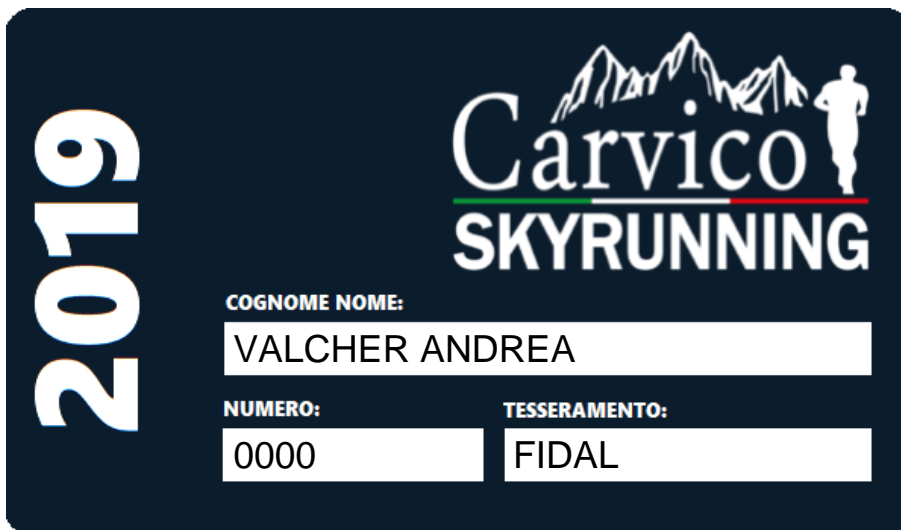 2019
Carvico
SKYRUNNING
COGNOME NOME:
VALCHER ANDREA
NUMERO:
TESSERAMENTO:
0000
FIDAL